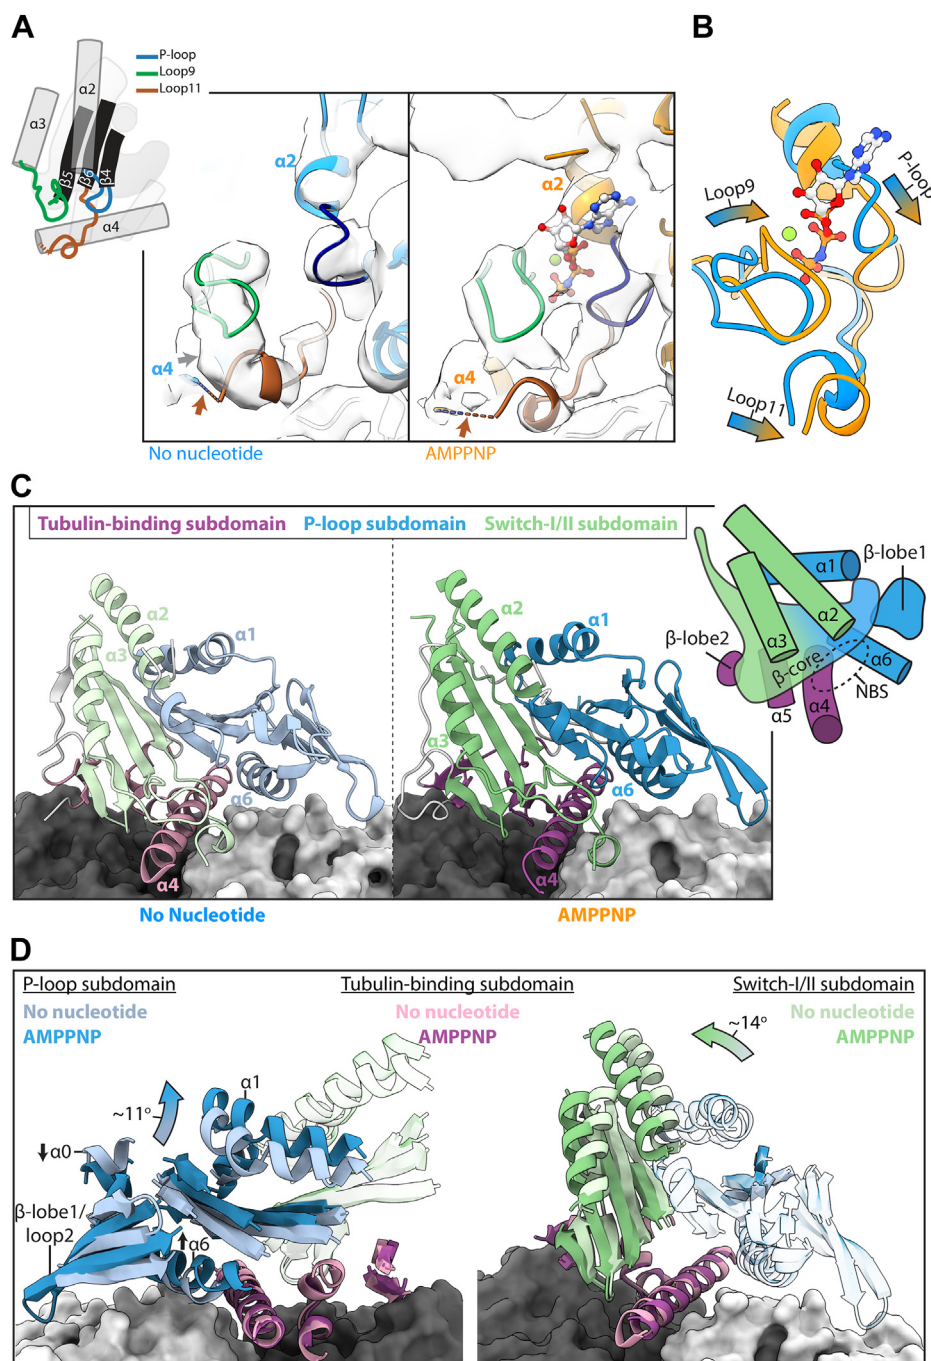 A
B
P-loop
Loop9
Loop11
α2
α3
β5
β6
β4
α4
α2
α4
No nucleotide
α2
α4
AMPPNP
Loop9
P-loop
Loop11
C
Tubulin-binding subdomain
P-loop subdomain
Switch-I/II subdomain
α2
α1
α3
α6
α4
No Nucleotide
α2
α1
α3
α6
α4
AMPPNP
β-lobe1
α1
α2
α3
β-lobe2
β-core
α6
NBS
α5
α4
D
P-loop subdomain
No nucleotide
AMPPNP
Tubulin-binding subdomain
No nucleotide
AMPPNP
Switch-I/II subdomain
No nucleotide
AMPPNP
~11°
α1
α0
β-lobe1/
loop2
α6
~14°